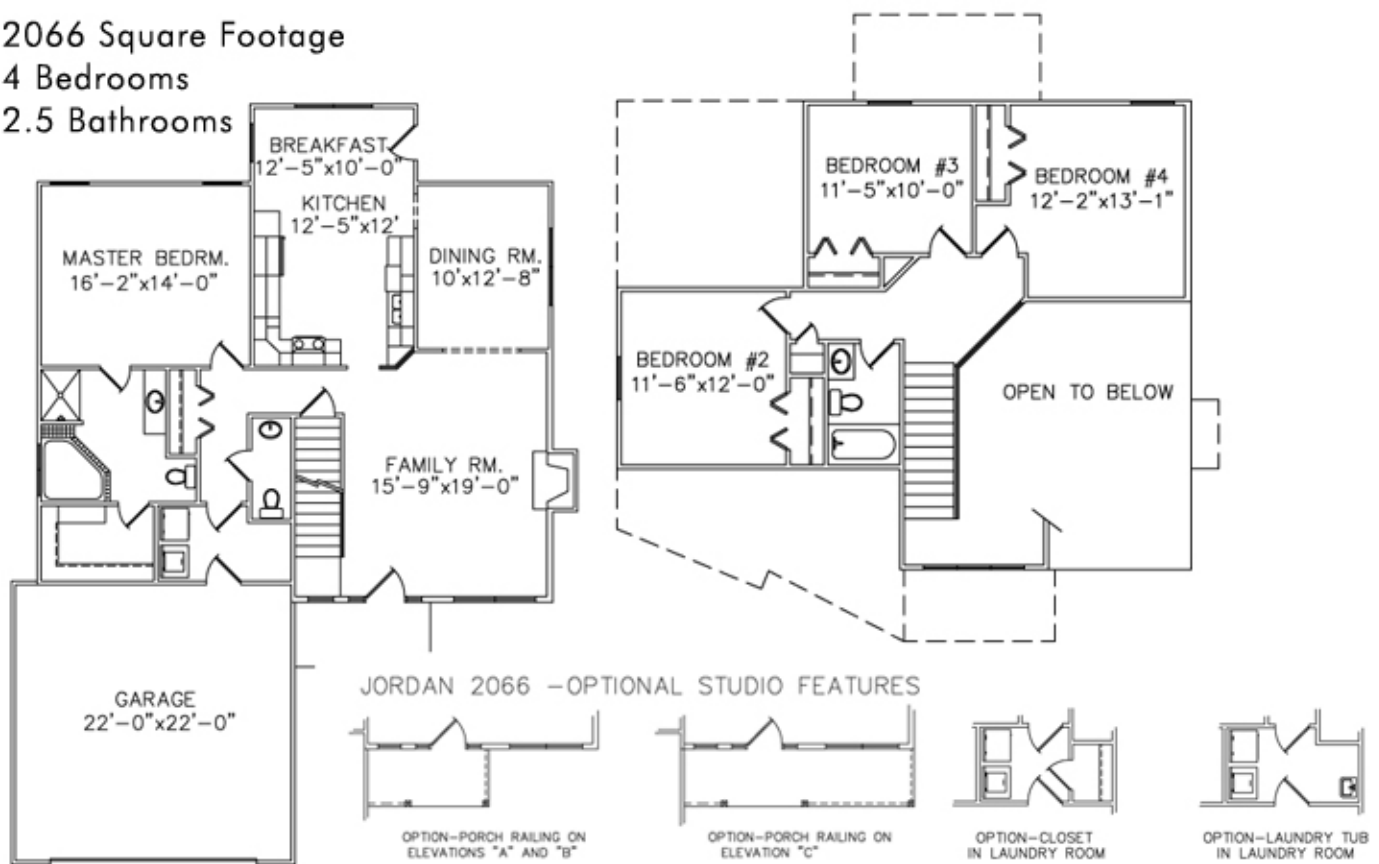 2066 Square Footage
4 Bedrooms
2.5 Bathrooms
BREAKFAST
12'-5"x10'-0"
KITCHEN
12'-5"x12'
MASTER BEDRM.
16'-2"x14'-0"
DINING RM.
10'x12'-8"
FAMILY RM.
15'-9"x19'-0"
GARAGE
22'-0"x22'-0"
BEDROOM #3
11'-5"x10'-0"
BEDROOM #4
12'-2"x13'-1"
BEDROOM #2
11'-6"x12'-0"
OPEN TO BELOW
JORDAN 2066 -OPTIONAL STUDIO FEATURES
OPTION-PORCH RAILING ON
ELEVATIONS "A" AND "B"
OPTION-PORCH RAILING ON
ELEVATION "C"
OPTION-CLOSET
IN LAUNDRY ROOM
OPTION-LAUNDRY TUB
IN LAUNDRY ROOM